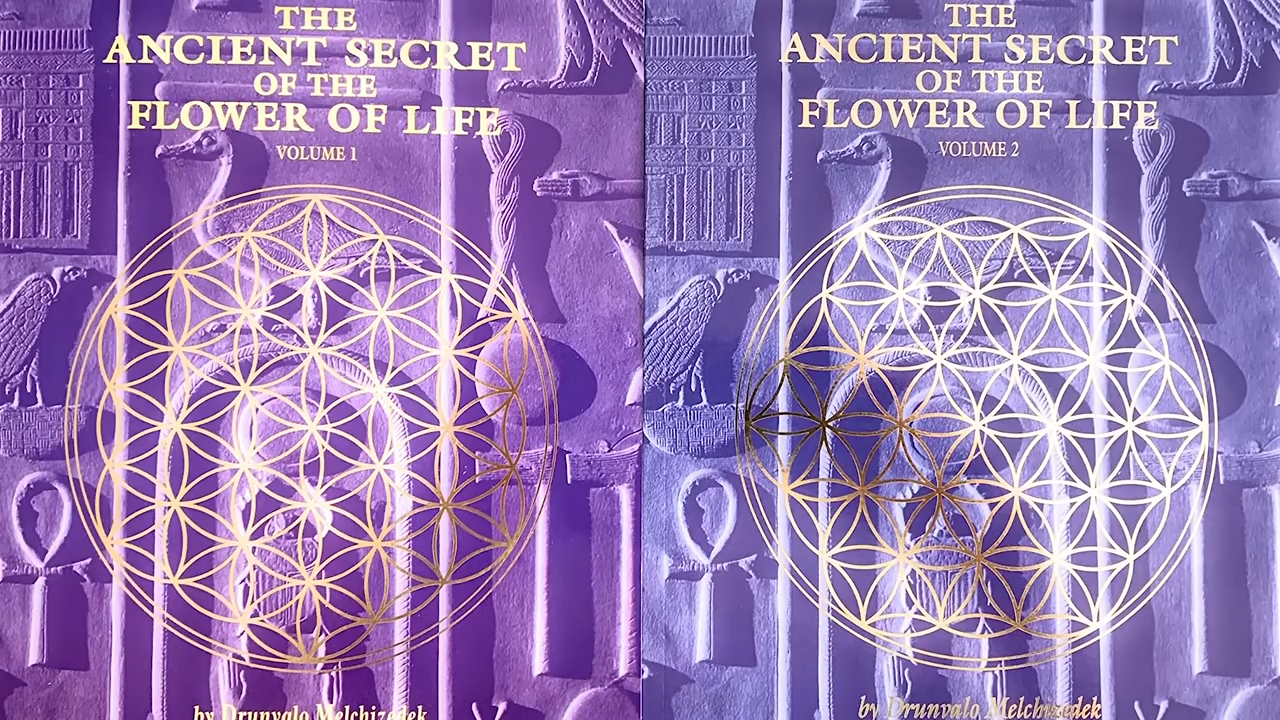 THE
ANCIENT SECRET
OF THE
FLOWER OF LIFE
VOLUME 1
by Drunvalo Melchizedek
THE
ANCIENT SECRET
OF THE
FLOWER OF LIFE
VOLUME 2
by Drunvalo Melchizedek